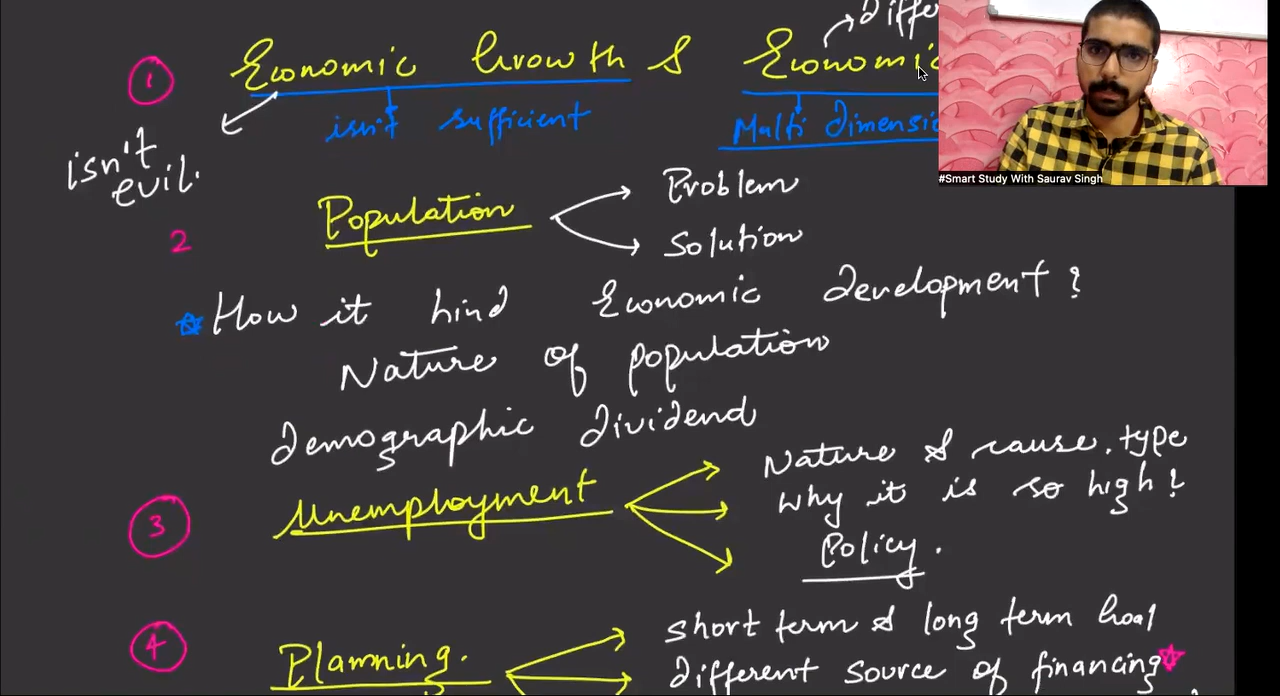 Diffe
① Economic Growth & Economic
isn't sufficient Multi dimensio
isn't evil.
#Smart Study With Saurav Singh
2 Population Problem
Solution
How it hind Economic development?
Nature of population
demographic dividend
③ Unemployment Nature & cause. type
Why it is so high?
Policy.
④ Planning. short term & long term Goal
different source of financing